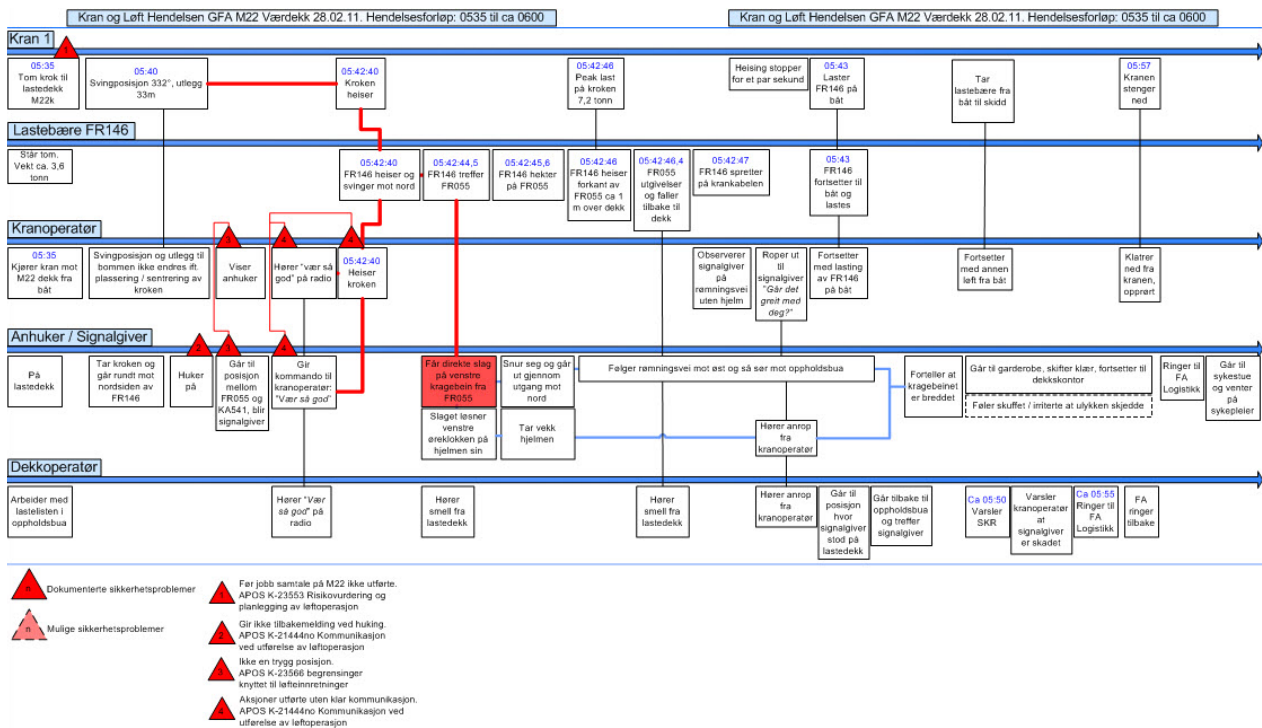 Kran og Løft Hendelsen GFA M22 Værdekk 28.02.11. Hendelsesforløp: 0535 til ca 0600
Kran og Løft Hendelsen GFA M22 Værdekk 28.02.11. Hendelsesforløp: 0535 til ca 0600
Kran 1
1
05:35
Tom krok til
lastedekk
M22k
05:40
Svingposisjon 332°, utlegg
33m
05:42:40
Kroken
heiser
05:42:46
Peak last
på kroken
7,2 tonn
Heising stopper
for et par sekund
05:43
Laster
FR146 på
båt
Tar
lastebære fra
båt til skidd
05:57
Kranen
stenger
ned
Lastebære FR146
Står tom.
Vekt ca. 3,6
tonn
05:42:40
FR146 heiser og
svinger mot nord
05:42:44,5
FR146 treffer
FR055
05:42:45,6
FR146 hekter
på FR055
05:42:46
FR146 heiser
forkant av
FR055 ca 1
m over dekk
05:42:46,4
FR055
utgivelser og
faller
tilbake til
dekk
05:42:47
FR146 spretter
på krankabelen
05:43
FR146
fortsetter til
båt og
lastes
Kranoperatør
3
4
4
05:35
Kjører kran mot
M22 dekk fra
båt
Svingposisjon og utlegg til
bommen ikke endres ift.
plassering / sentrering av
kroken
Viser
anhuker
Hører "vær så
god" på radio
05:42:40
Heiser
kroken
Observerer
signalgiver
på
rømningsvei
uten hjelm
Roper ut
til
signalgiver
"Går det
greit med
deg?"
Fortsetter
med lasting
av FR146
på båt
Fortsetter
med annen
løft fra båt
Klatrer
ned fra
kranen,
opprørt
Anhuker / Signalgiver
2
3
4
På
lastedekk
Tar kroken og
går rundt mot
nordsiden av
FR146
Huker
på
Går til
posisjon
mellom
FR055 og
KA541, blir
signalgiver
Gir
kommando til
kranoperatør:
"Vær så god"
Får direkte slag
på venstre
kragebein fra
FR055
Slaget løsner
venstre
øreklokken på
hjelmen sin
Snur seg og går
ut gjennom
utgang mot
nord
Tar vekk
hjelmen
Følger rømningsvei mot øst og så sør mot oppholdsbua
Hører anrop
fra
kranoperatør
Forteller at
kragebeinet
er breddet
Går til garderobe, skifter klær, fortsetter til
dekkskontor
Føler skuffet / irriterte at ulykken skjedde
Ringer til
FA
Logistikk
Går til
sykestue
og venter
på
sykepleier
Dekkoperatør
Arbeider med
lastelisten i
oppholdsbua
Hører "Vær
så god" på
radio
Hører
smell fra
lastedekk
Hører
smell fra
lastedekk
Hører anrop
fra
kranoperatør
Går til
posisjon
hvor
signalgiver
stod på
lastedekk
Går tilbake til
oppholdsbua
og treffer
signalgiver
Ca 05:50
Varsler
SKR
Varsler
kranoperatør
at
signalgiver
er skadet
Ca 05:55
Ringer til
FA
Logistikk
FA
ringer
tilbake
n
Dokumenterte sikkerhetsproblemer
n
Mulige sikkerhetsproblemer
1
Før jobb samtale på M22 ikke utførte.
APOS K-23553 Risikovurdering og
planlegging av løftoperasjon
2
Gir ikke tilbakemelding ved huking.
APOS K-21444no Kommunikasjon
ved utførelse av løftoperasjon
3
Ikke en trygg posisjon.
APOS K-23566 begrensinger
knyttet til løfteinnretninger
4
Aksjoner utførte uten klar kommunikasjon.
APOS K-21444no Kommunikasjon ved
utførelse av løftoperasjon